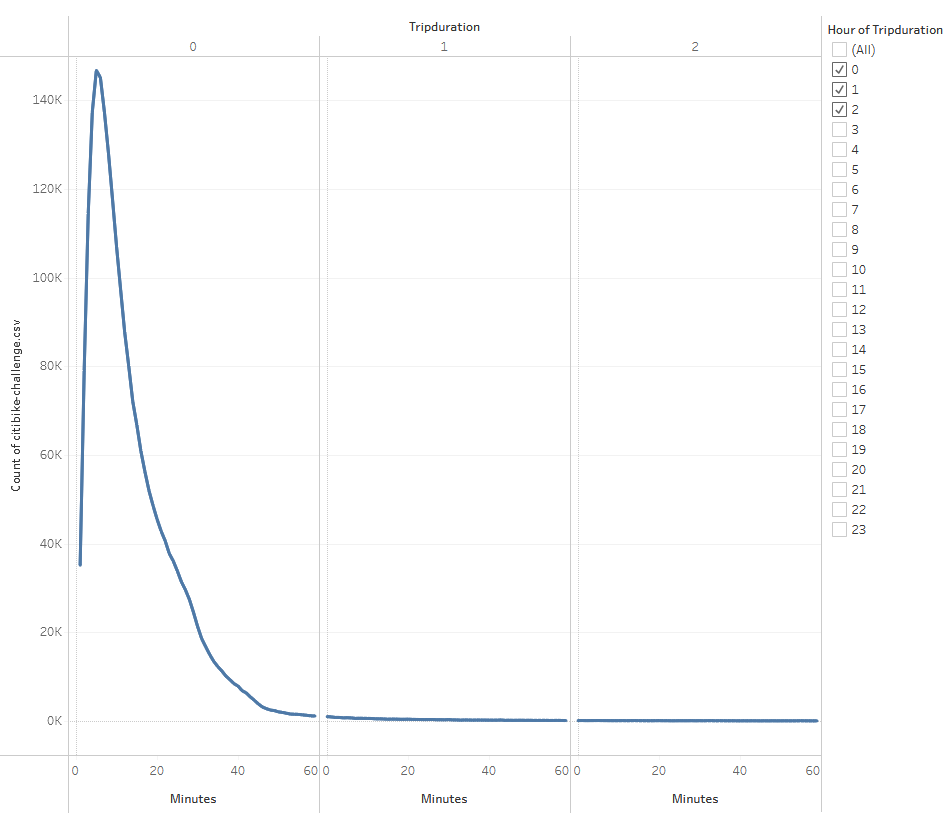 Tripduration
0 1 2
140K
120K
100K
80K
60K
40K
20K
0K
Count of citibike-challenge.csv
0 20 40 60 0 20 40 60 0 20 40 60
Minutes Minutes Minutes
Hour of Tripduration
(All)
0
1
2
3
4
5
6
7
8
9
10
11
12
13
14
15
16
17
18
19
20
21
22
23